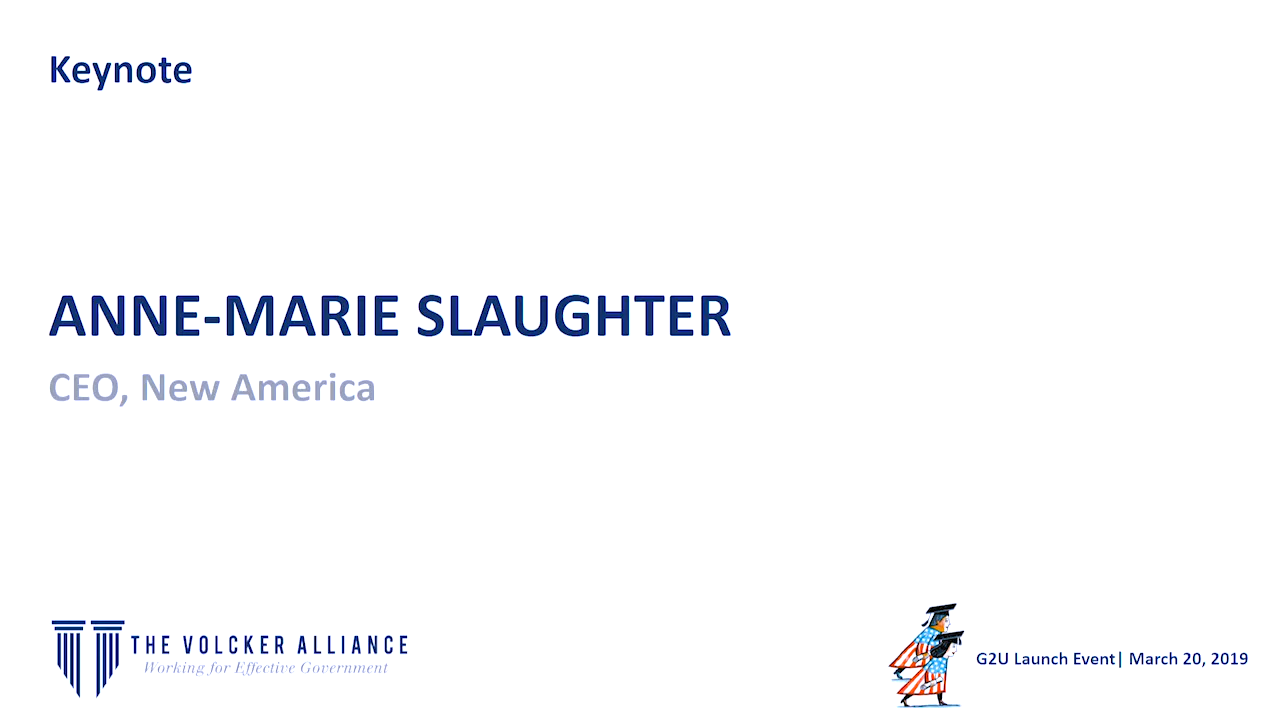 Keynote
ANNE-MARIE SLAUGHTER
CEO, New America
THE VOLCKER ALLIANCE
Working for Effective Government
G2U Launch Event| March 20, 2019